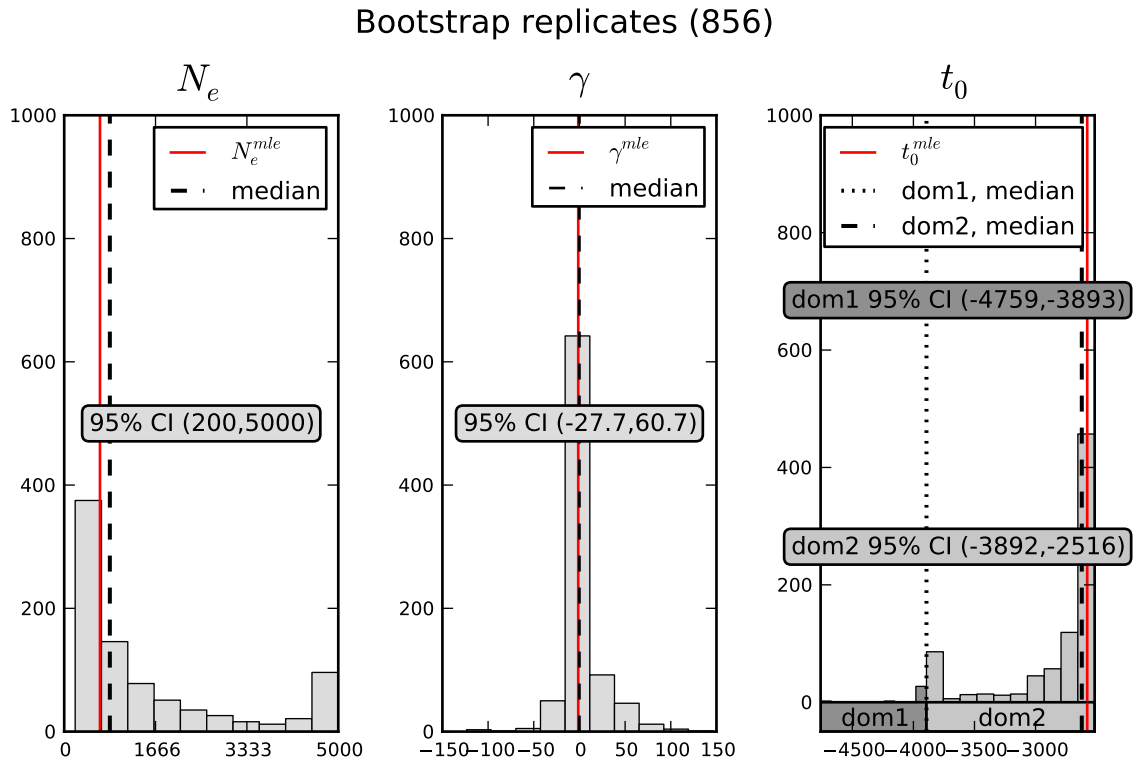 Bootstrap replicates (856)
N_e
γ
t_0
1000
800
600
400
200
0
N_e^{mle}
median
95% CI (200,5000)
0 1666 3333 5000
1000
800
600
400
200
0
γ^{mle}
median
95% CI (-27.7,60.7)
−150 −100 −50 0 50 100 150
1000
800
600
400
200
0
t_0^{mle}
dom1, median
dom2, median
dom1 95% CI (-4759,-3893)
dom2 95% CI (-3892,-2516)
dom1 dom2
−4500 −4000 −3500 −3000